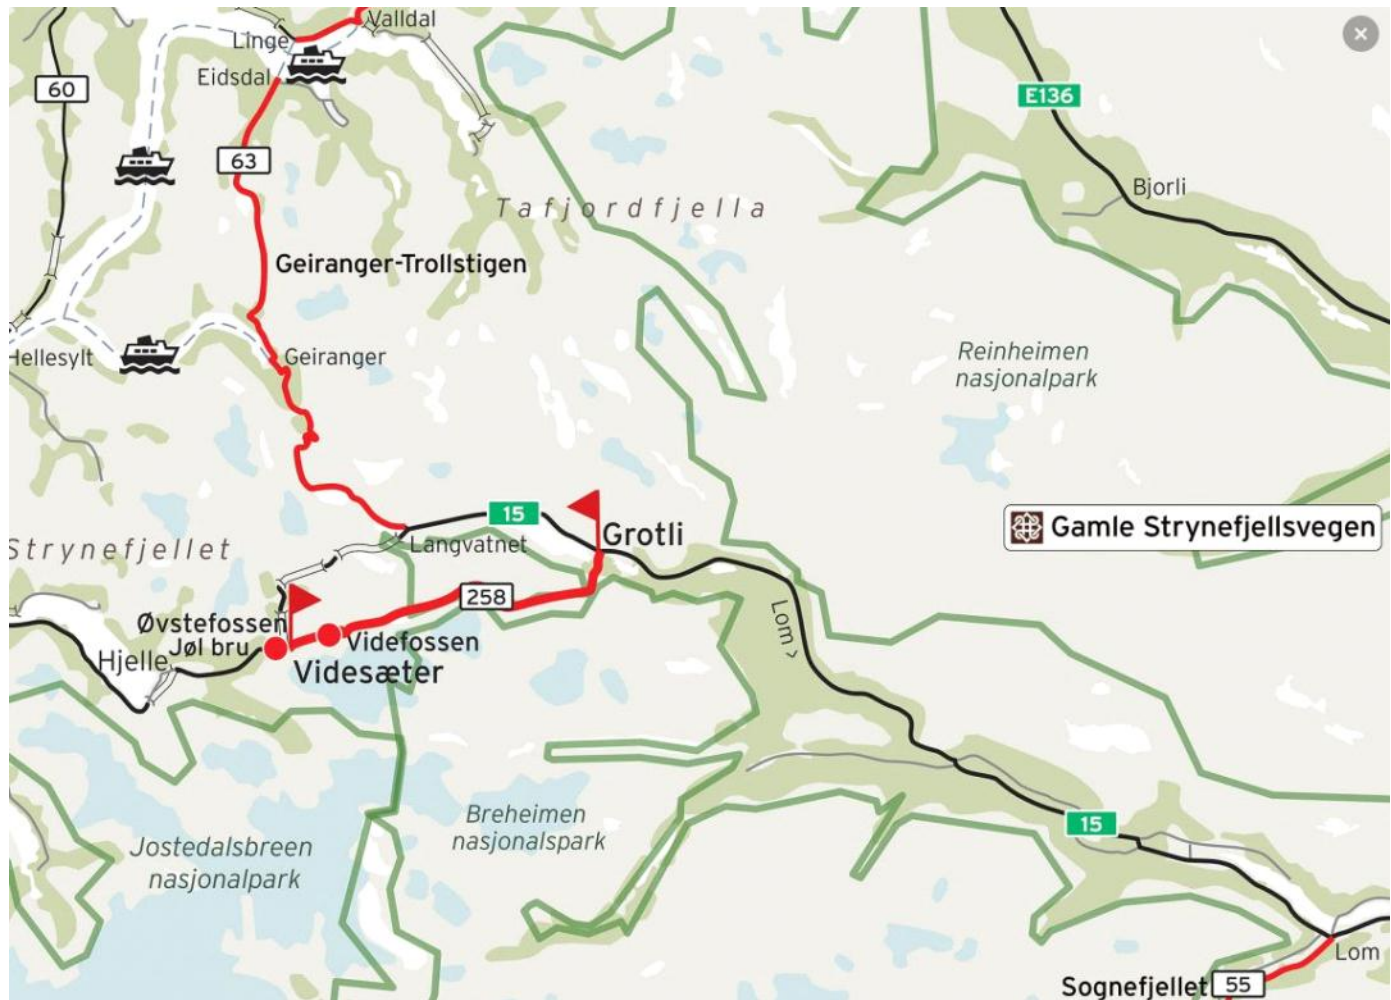 Valldal
Linge
Eidsdal
60
E136
63
Bjorli
Tafjordfjella
Geiranger-Trollstigen
Hellesylt
Geiranger
Reinheimen
nasjonalpark
15
Gamle Strynefjellsvegen
Grotli
Langvatnet
Strynefjellet
258
Lom >
Øvstefossen
Jøl bru
Videfossen
Hjelle
Videsæter
Breheimen
nasjonalspark
15
Jostedalsbreen
nasjonalpark
Lom
Sognefjellet
55